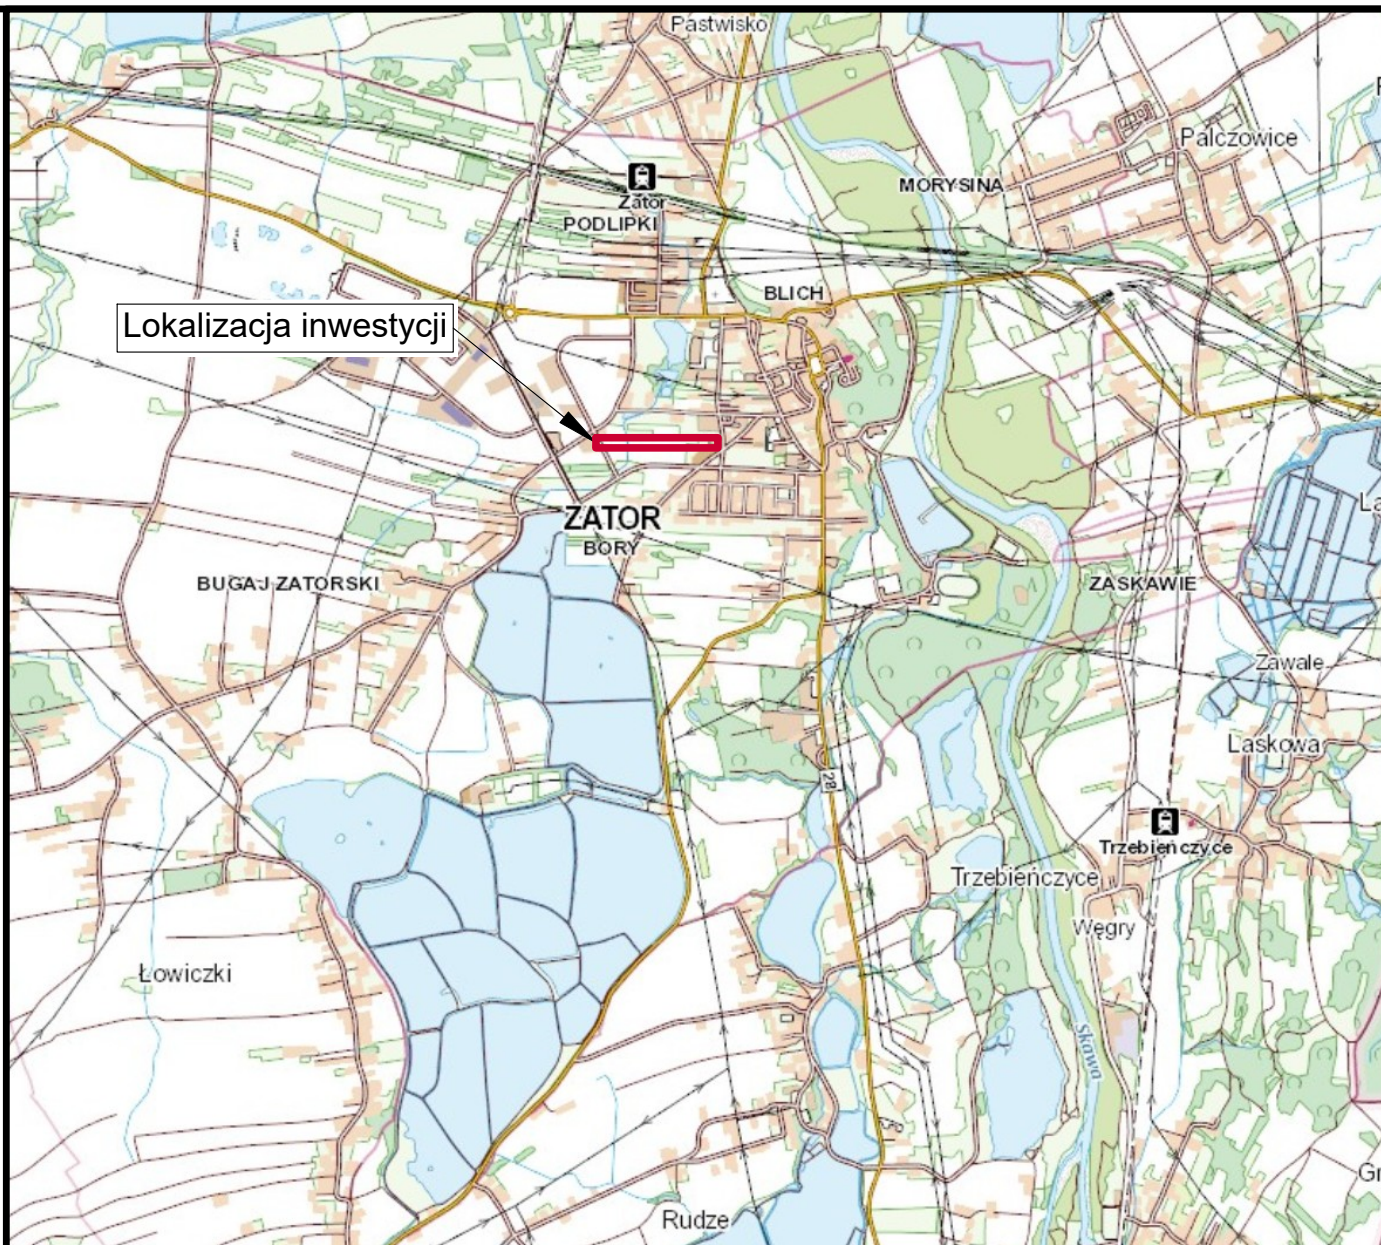 Pastwisko
Palczowice
MORYSINA
Zator
PODLIPKI
BLICH
Lokalizacja inwestycji
ZATOR
BORY
BUGAJ ZATORSKI
ZASKAWIE
Zawale
Laskowa
28
Trzebieńczyce
Trzebieńczyce
Węgry
Łowiczki
Skawa
Rudze